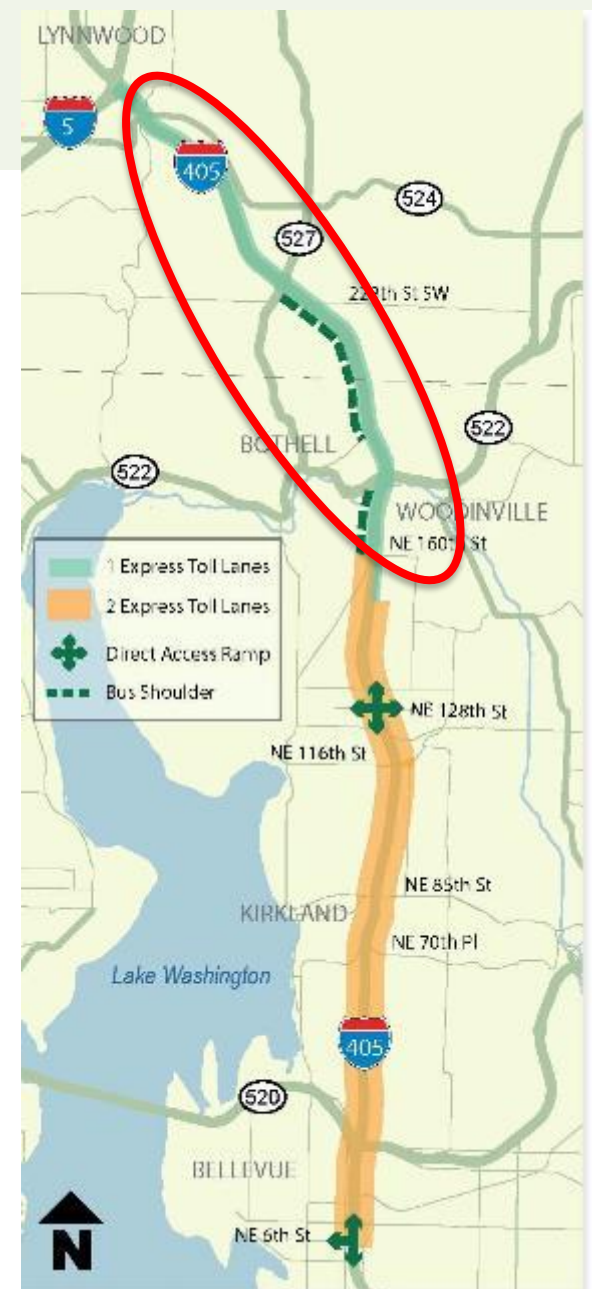 LYNNWOOD
5
405
524
527
228th St SW
BOTHELL
522
522
WOODINVILLE
NE 160th St
1 Express Toll Lanes
2 Express Toll Lanes
Direct Access Ramp
Bus Shoulder
NE 128th St
NE 116th St
NE 85th St
KIRKLAND
NE 70th Pl
Lake Washington
405
520
BELLEVUE
NE 6th St
N